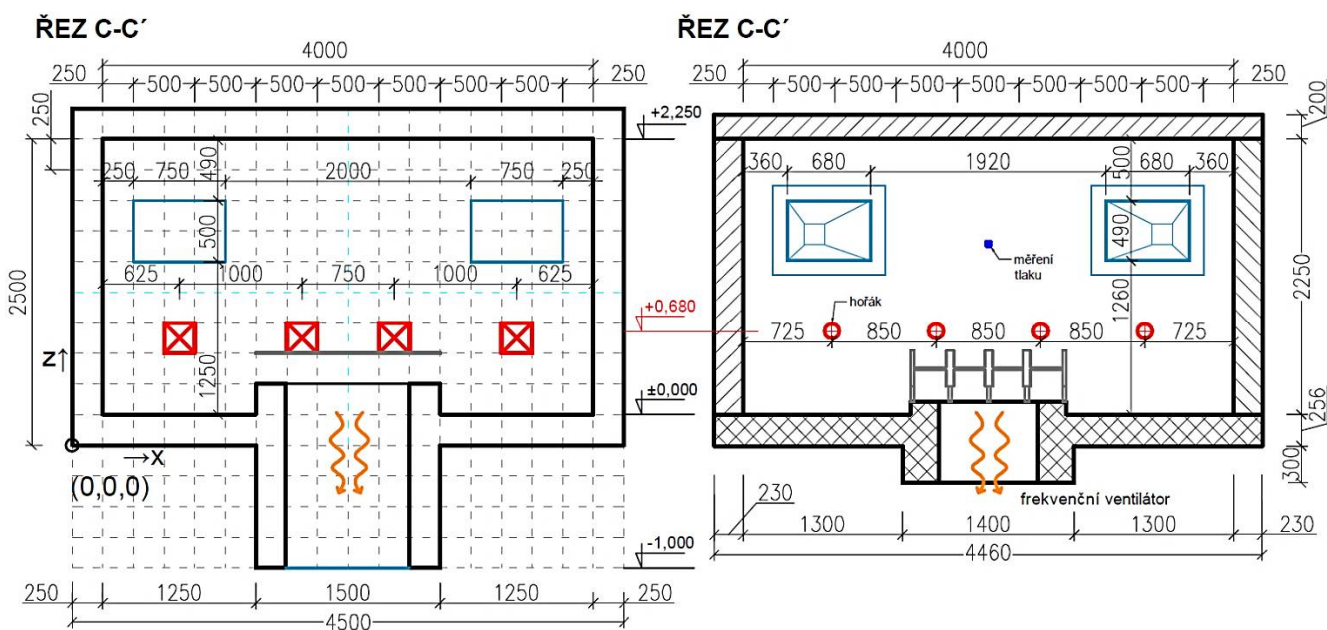 ŘEZ C-C´
4000
250 500 500 500 500 500 500 250
250
+2,250
490
250 750 2000 750 250
500
2500
625 1000 750 1000 625
Z
1250
±0,000
X
(0,0,0)
-1,000
250 1250 1500 1250 250
4500
ŘEZ C-C´
4000
250 500 500 500 500 500 500 500 250
200
360 680 1920 680 360
500
490
měření
tlaku
2250
1260
+0,680
hořák
725 850 850 850 725
256
300
frekvenční ventilátor
230
1300 1400 1300 230
4460